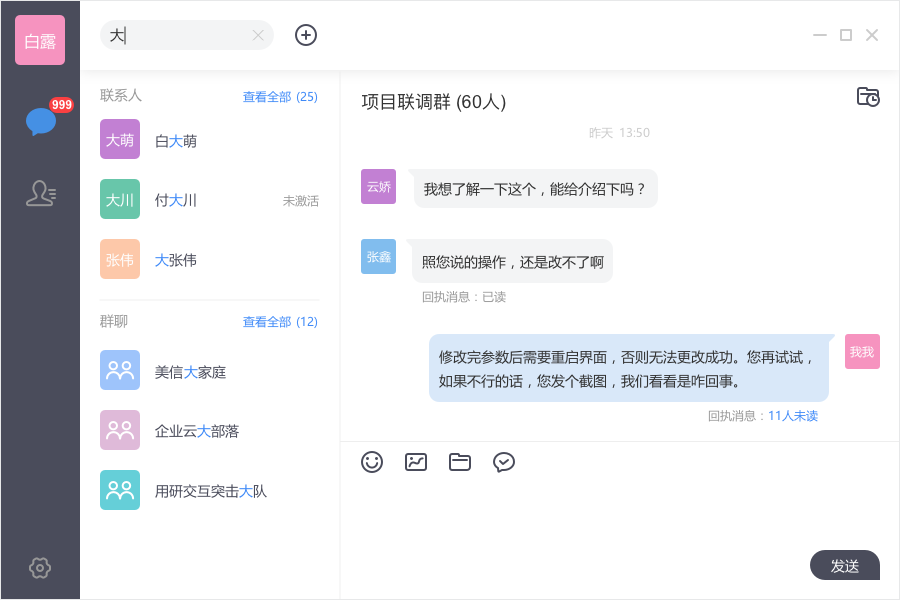 白露
999
大
联系人
查看全部 (25)
大萌
白大萌
大川
付大川
未激活
张伟
大张伟
群聊
查看全部 (12)
美信大家庭
企业云大部落
用研交互突击大队
项目联调群 (60人)
昨天 13:50
云娇
我想了解一下这个，能给介绍下吗？
张鑫
照您说的操作，还是改不了啊
回执消息：已读
我我
修改完参数后需要重启界面，否则无法更改成功。您再试试，
如果不行的话，您发个截图，我们看看是咋回事。
回执消息：11人未读
发送